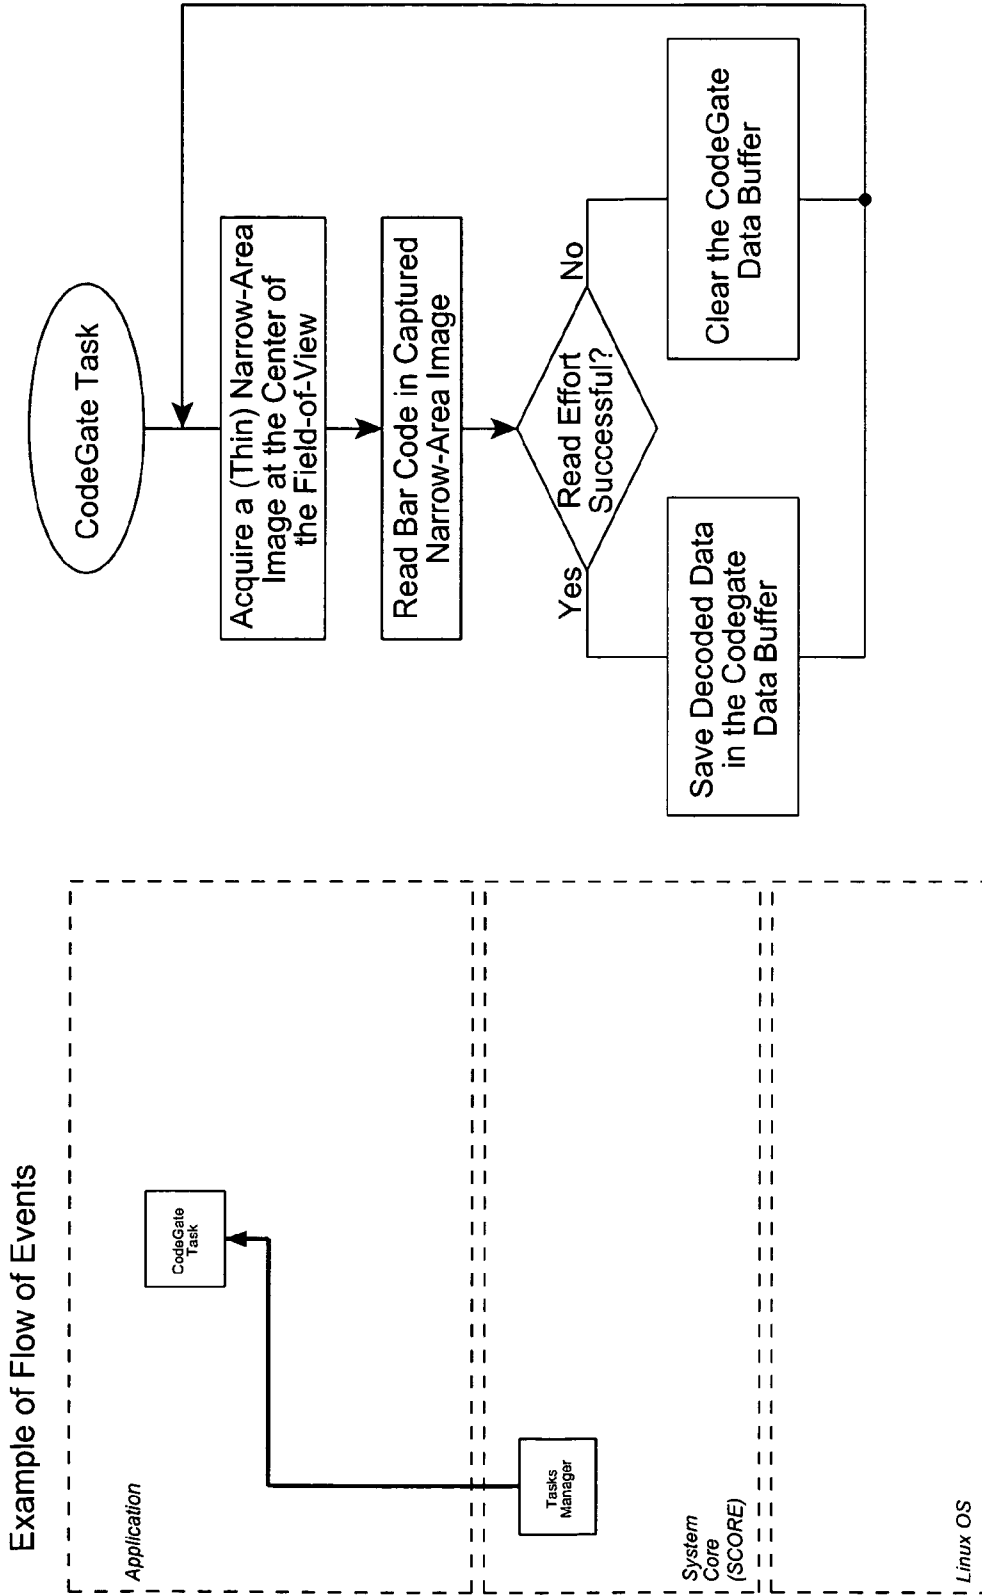 Example of Flow of Events
Application
CodeGate
Task
Tasks
Manager
System
Core
(SCORE)
Linux OS
CodeGate Task
Acquire a (Thin) Narrow-Area
Image at the Center of
the Field-of-View
Read Bar Code in Captured
Narrow-Area Image
Read Effort
Successful?
Yes
No
Save Decoded Data
in the Codegate
Data Buffer
Clear the CodeGate
Data Buffer